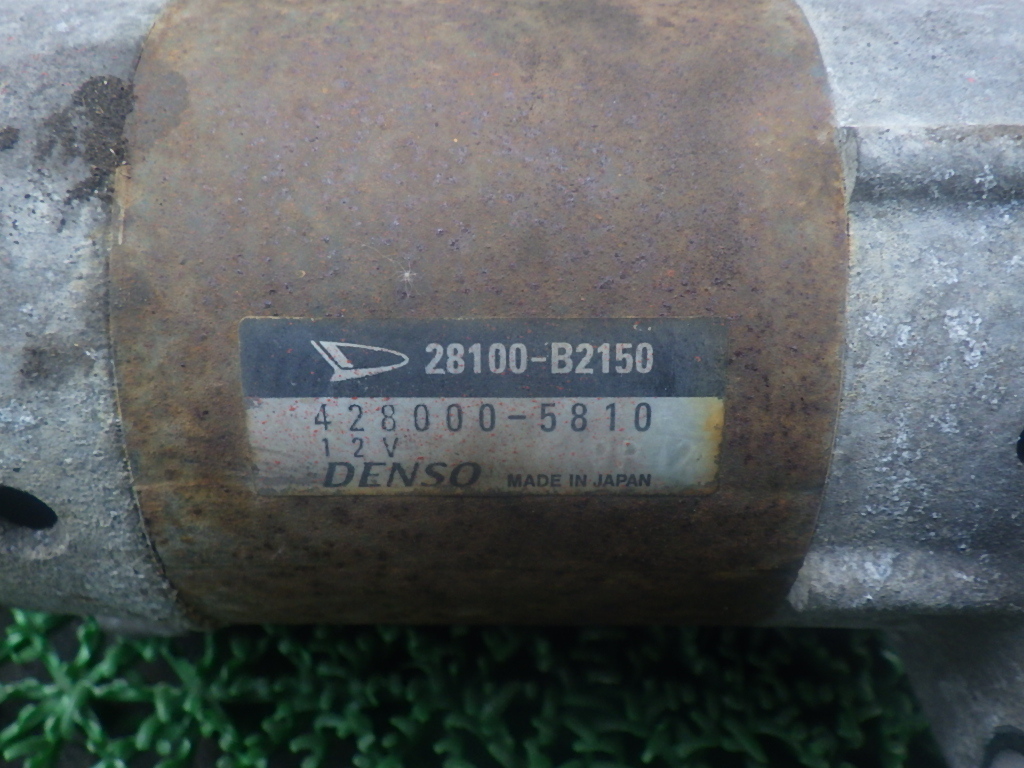 28100-B2150
428000-5810
12V
DENSO MADE IN JAPAN